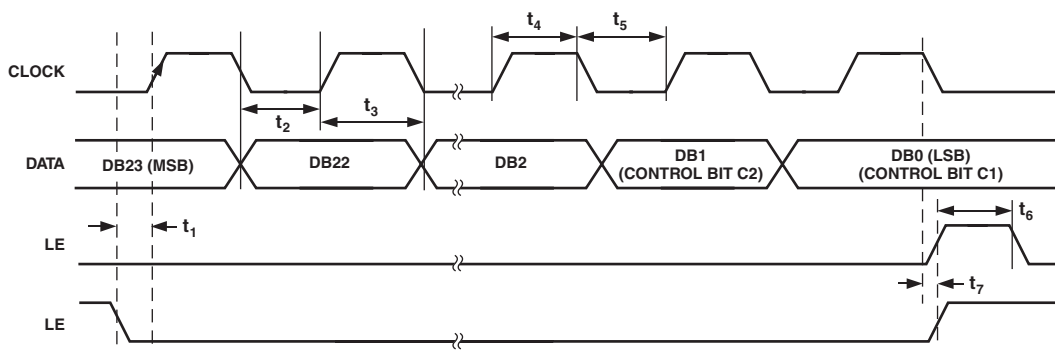 t4
t5
CLOCK
t2
t3
DATA
DB23 (MSB)
DB22
DB2
DB1
(CONTROL BIT C2)
DB0 (LSB)
(CONTROL BIT C1)
t1
t6
LE
t7
LE